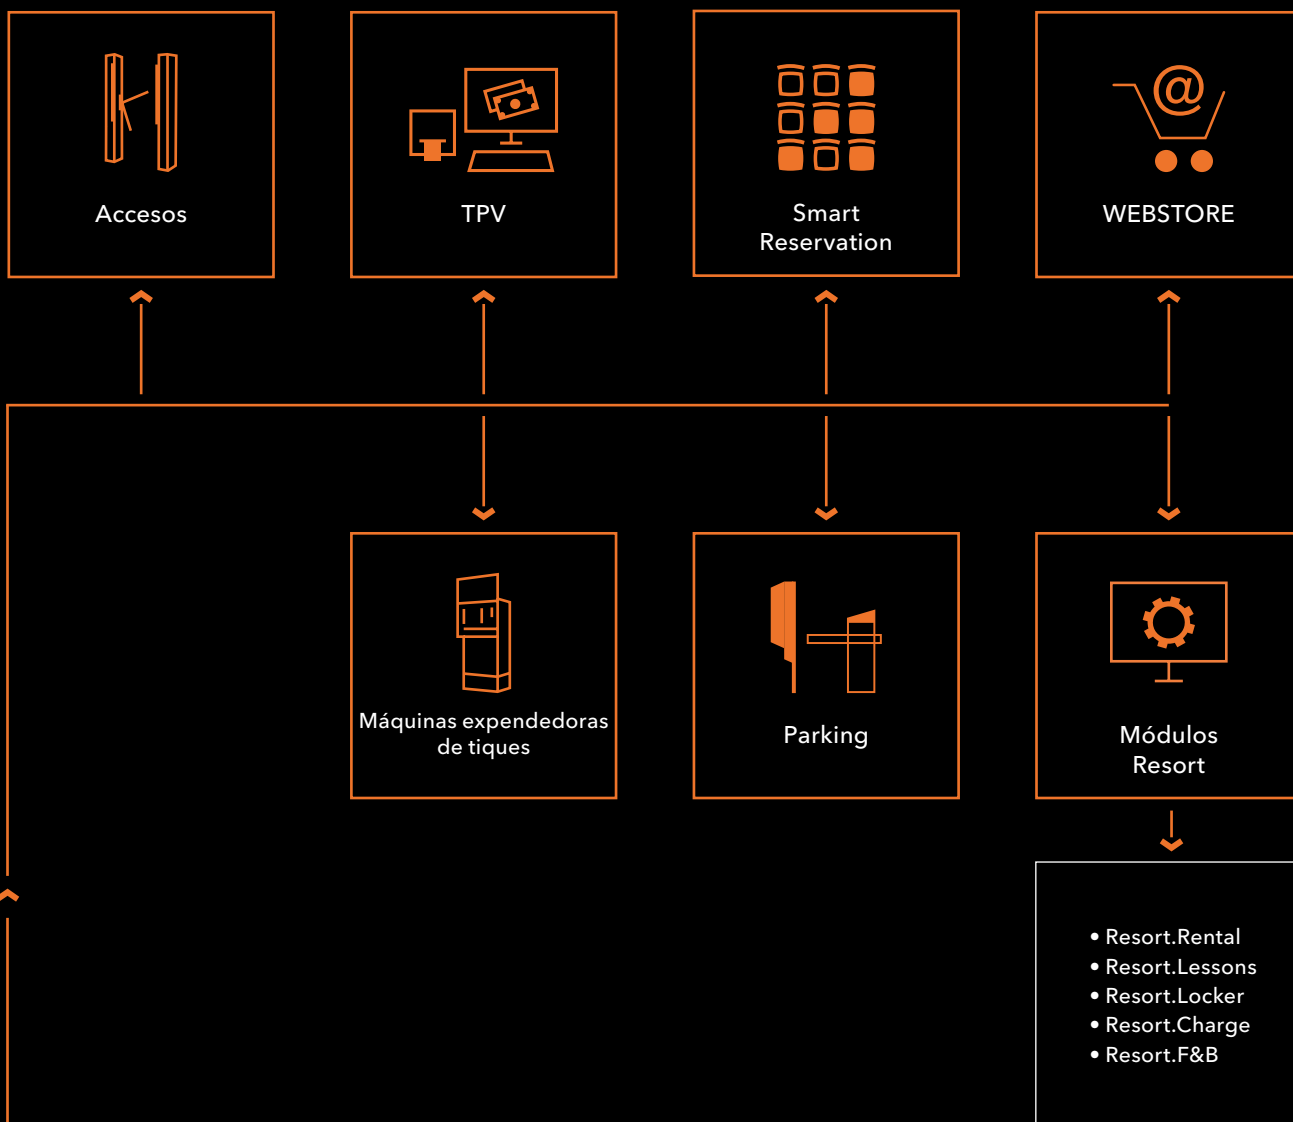 Accesos
TPV
Smart
Reservation
@
WEBSTORE
Máquinas expendedoras
de tiques
Parking
Módulos
Resort
• Resort.Rental
• Resort.Lessons
• Resort.Locker
• Resort.Charge
• Resort.F&B